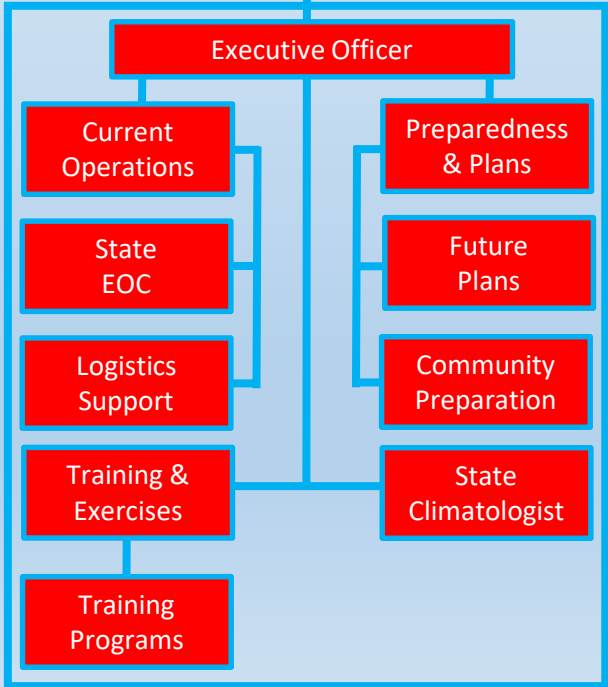 Executive Officer
Current
Operations
Preparedness
& Plans
State
EOC
Future
Plans
Logistics
Support
Community
Preparation
Training &
Exercises
State
Climatologist
Training
Programs